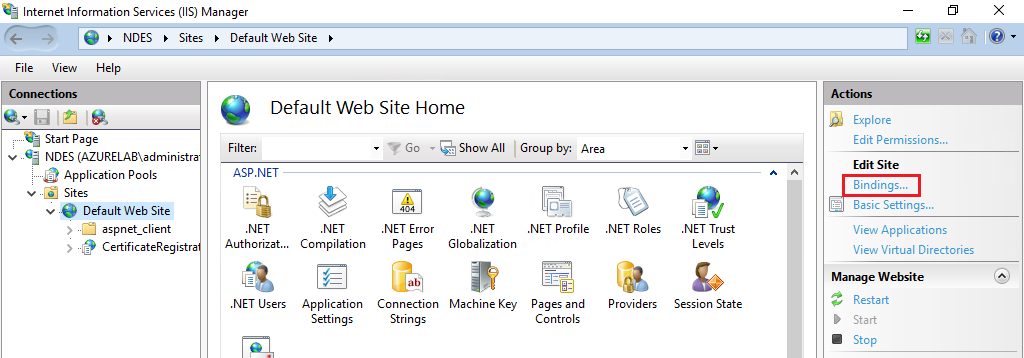 Internet Information Services (IIS) Manager
NDES Sites Default Web Site
File View Help
Connections
Start Page
NDES (AZURELAB\administrat
Application Pools
Sites
Default Web Site
aspnet_client
CertificateRegistrat
Default Web Site Home
Filter: Go Show All Group by: Area
ASP.NET
.NET Authorizat...
.NET Compilation
.NET Error Pages
404
.NET Globalization
.NET Profile
.NET Roles
.NET Trust Levels
.NET Users
Application Settings
Connection Strings
ab
Machine Key
Pages and Controls
Providers
Session State
Actions
Explore
Edit Permissions...
Edit Site
Bindings...
Basic Settings...
View Applications
View Virtual Directories
Manage Website
Restart
Start
Stop